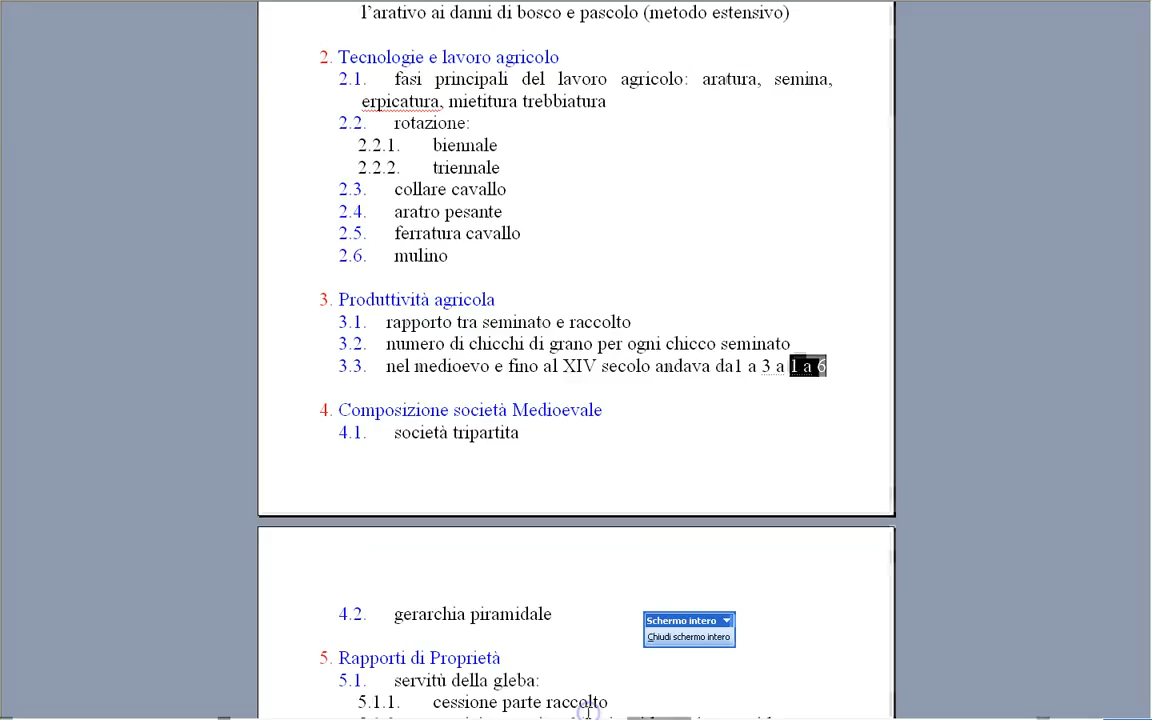 l’arativo ai danni di bosco e pascolo (metodo estensivo)
2. Tecnologie e lavoro agricolo
2.1. fasi principali del lavoro agricolo: aratura, semina,
erpicatura, mietitura trebbiatura
2.2. rotazione:
2.2.1. biennale
2.2.2. triennale
2.3. collare cavallo
2.4. aratro pesante
2.5. ferratura cavallo
2.6. mulino
3. Produttività agricola
3.1. rapporto tra seminato e raccolto
3.2. numero di chicchi di grano per ogni chicco seminato
3.3. nel medioevo e fino al XIV secolo andava da1 a 3 a 1 a 6
4. Composizione società Medioevale
4.1. società tripartita
4.2. gerarchia piramidale
Schermo intero
Chiudi schermo intero
5. Rapporti di Proprietà
5.1. servitù della gleba:
5.1.1. cessione parte raccolto